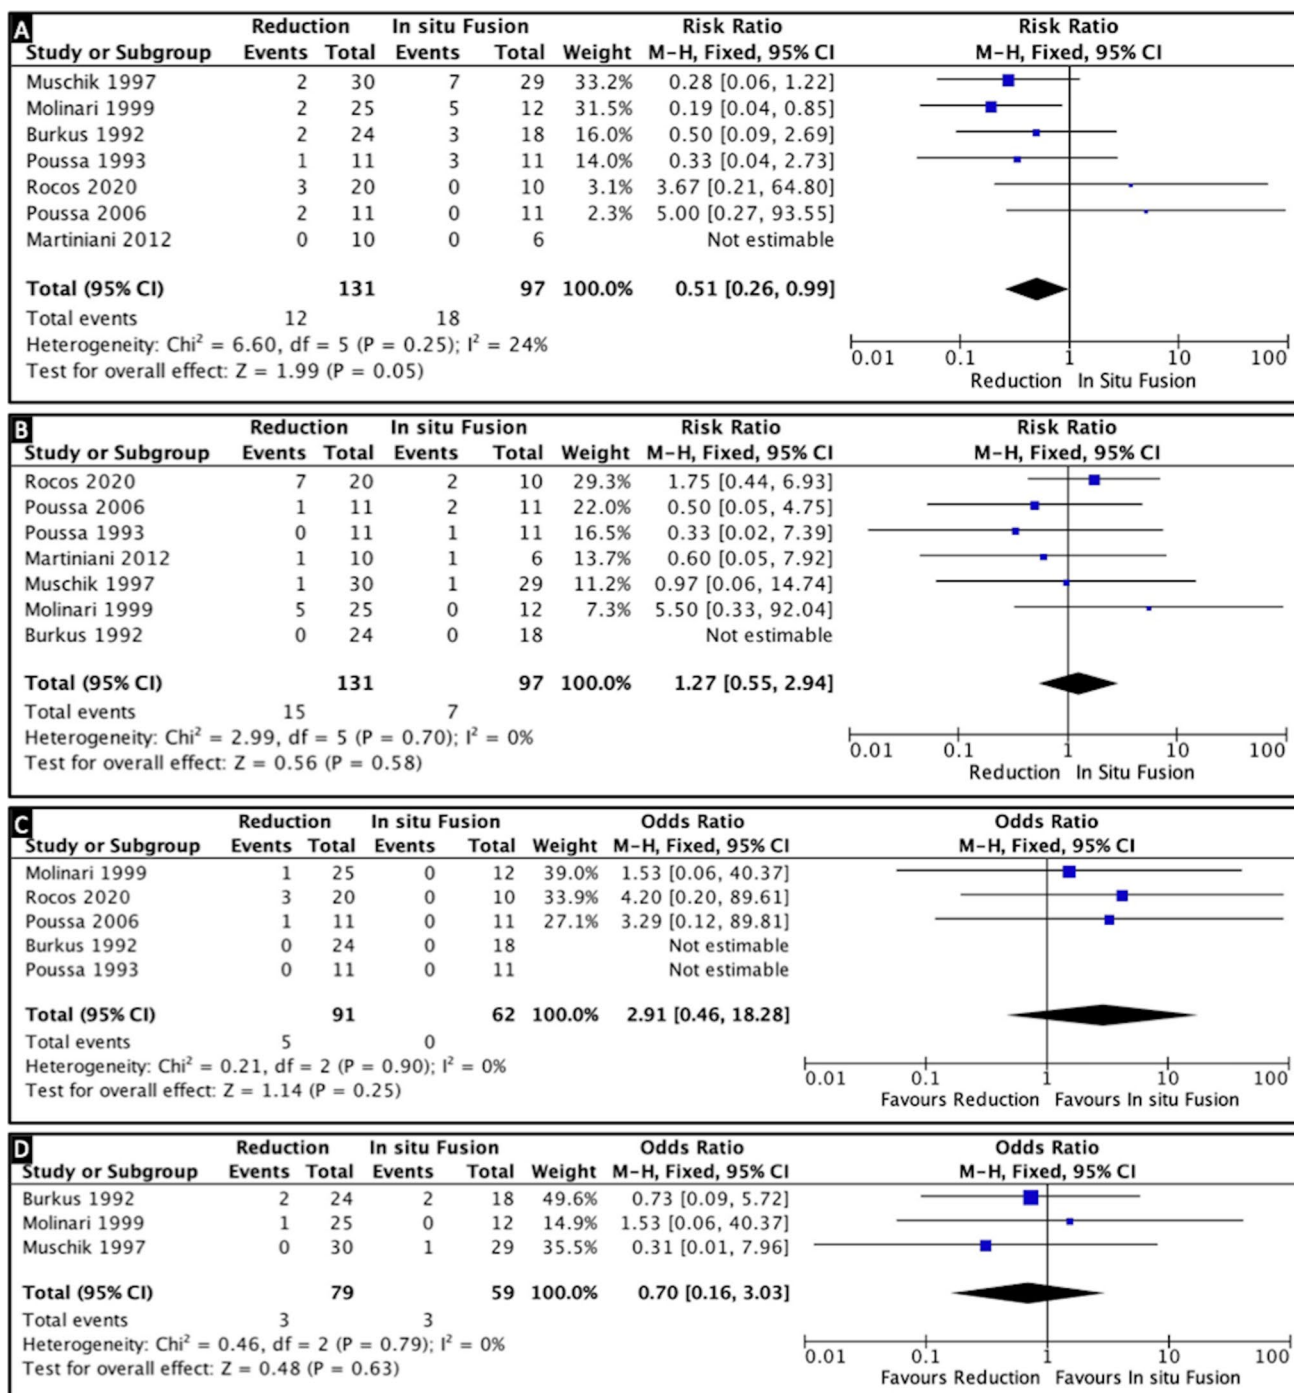 A
Reduction In situ Fusion Risk Ratio Risk Ratio
Study or Subgroup Events Total Events Total Weight M-H, Fixed, 95% CI M-H, Fixed, 95% CI
Muschik 1997 2 30 7 29 33.2% 0.28 [0.06, 1.22]
Molinari 1999 2 25 5 12 31.5% 0.19 [0.04, 0.85]
Burkus 1992 2 24 3 18 16.0% 0.50 [0.09, 2.69]
Poussa 1993 1 11 3 11 14.0% 0.33 [0.04, 2.73]
Rocos 2020 3 20 0 10 3.1% 3.67 [0.21, 64.80]
Poussa 2006 2 11 0 11 2.3% 5.00 [0.27, 93.55]
Martiniani 2012 0 10 0 6 Not estimable
Total (95% CI) 131 97 100.0% 0.51 [0.26, 0.99]
Total events 12 18
Heterogeneity: Chi² = 6.60, df = 5 (P = 0.25); I² = 24%
Test for overall effect: Z = 1.99 (P = 0.05)
0.01 0.1 1 10 100
Reduction In Situ Fusion
B
Reduction In situ Fusion Risk Ratio Risk Ratio
Study or Subgroup Events Total Events Total Weight M-H, Fixed, 95% CI M-H, Fixed, 95% CI
Rocos 2020 7 20 2 10 29.3% 1.75 [0.44, 6.93]
Poussa 2006 1 11 2 11 22.0% 0.50 [0.05, 4.75]
Poussa 1993 0 11 1 11 16.5% 0.33 [0.02, 7.39]
Martiniani 2012 1 10 1 6 13.7% 0.60 [0.05, 7.92]
Muschik 1997 1 30 1 29 11.2% 0.97 [0.06, 14.74]
Molinari 1999 5 25 0 12 7.3% 5.50 [0.33, 92.04]
Burkus 1992 0 24 0 18 Not estimable
Total (95% CI) 131 97 100.0% 1.27 [0.55, 2.94]
Total events 15 7
Heterogeneity: Chi² = 2.99, df = 5 (P = 0.70); I² = 0%
Test for overall effect: Z = 0.56 (P = 0.58)
0.01 0.1 1 10 100
Reduction In Situ Fusion
C
Reduction In situ Fusion Odds Ratio Odds Ratio
Study or Subgroup Events Total Events Total Weight M-H, Fixed, 95% CI M-H, Fixed, 95% CI
Molinari 1999 1 25 0 12 39.0% 1.53 [0.06, 40.37]
Rocos 2020 3 20 0 10 33.9% 4.20 [0.20, 89.61]
Poussa 2006 1 11 0 11 27.1% 3.29 [0.12, 89.81]
Burkus 1992 0 24 0 18 Not estimable
Poussa 1993 0 11 0 11 Not estimable
Total (95% CI) 91 62 100.0% 2.91 [0.46, 18.28]
Total events 5 0
Heterogeneity: Chi² = 0.21, df = 2 (P = 0.90); I² = 0%
Test for overall effect: Z = 1.14 (P = 0.25)
0.01 0.1 1 10 100
Favours Reduction Favours In situ Fusion
D
Reduction In situ Fusion Odds Ratio Odds Ratio
Study or Subgroup Events Total Events Total Weight M-H, Fixed, 95% CI M-H, Fixed, 95% CI
Burkus 1992 2 24 2 18 49.6% 0.73 [0.09, 5.72]
Molinari 1999 1 25 0 12 14.9% 1.53 [0.06, 40.37]
Muschik 1997 0 30 1 29 35.5% 0.31 [0.01, 7.96]
Total (95% CI) 79 59 100.0% 0.70 [0.16, 3.03]
Total events 3 3
Heterogeneity: Chi² = 0.46, df = 2 (P = 0.79); I² = 0%
Test for overall effect: Z = 0.48 (P = 0.63)
0.01 0.1 1 10 100
Favours Reduction Favours In situ Fusion